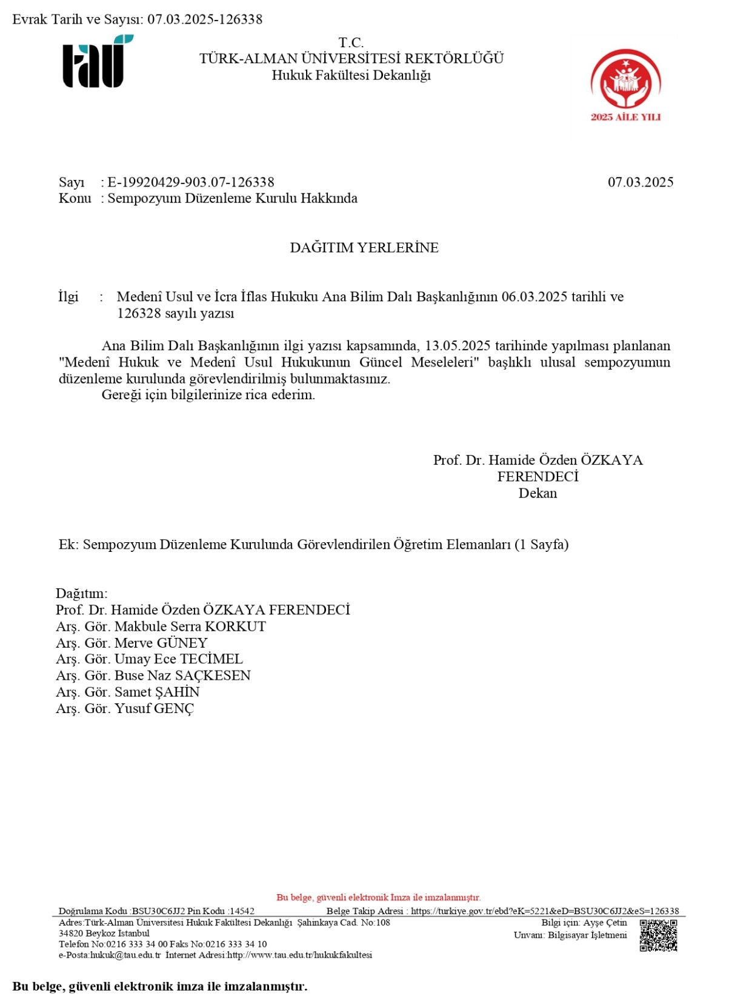 Evrak Tarih ve Sayısı: 07.03.2025-126338
tau
T.C.
TÜRK-ALMAN ÜNİVERSİTESİ REKTÖRLÜĞÜ
Hukuk Fakültesi Dekanlığı
2025 AİLE YILI
Sayı : E-19920429-903.07-126338 07.03.2025
Konu : Sempozyum Düzenleme Kurulu Hakkında
DAĞITIM YERLERİNE
İlgi : Medenî Usul ve İcra İflas Hukuku Ana Bilim Dalı Başkanlığının 06.03.2025 tarihli ve
126328 sayılı yazısı
Ana Bilim Dalı Başkanlığının ilgi yazısı kapsamında, 13.05.2025 tarihinde yapılması planlanan
"Medenî Hukuk ve Medenî Usul Hukukunun Güncel Meseleleri" başlıklı ulusal sempozyumun
düzenleme kurulunda görevlendirilmiş bulunmaktasınız.
Gereği için bilgilerinize rica ederim.
Prof. Dr. Hamide Özden ÖZKAYA
FERENDECİ
Dekan
Ek: Sempozyum Düzenleme Kurulunda Görevlendirilen Öğretim Elemanları (1 Sayfa)
Dağıtım:
Prof. Dr. Hamide Özden ÖZKAYA FERENDECİ
Arş. Gör. Makbule Serra KORKUT
Arş. Gör. Merve GÜNEY
Arş. Gör. Umay Ece TECİMEL
Arş. Gör. Buse Naz SAÇKESEN
Arş. Gör. Samet ŞAHİN
Arş. Gör. Yusuf GENÇ
Bu belge, güvenli elektronik İmza ile imzalanmıştır.
Doğrulama Kodu :BSU30C6JJ2 Pin Kodu :14542 Belge Takip Adresi : https://turkiye.gov.tr/ebd?eK=5221&eD=BSU30C6JJ2&eS=126338
Adres:Türk-Alman Üniversitesi Hukuk Fakültesi Dekanlığı Şahinkaya Cad. No:108 Bilgi için: Ayşe Çetin
34820 Beykoz İstanbul Unvanı: Bilgisayar İşletmeni
Telefon No:0216 333 34 00 Faks No:0216 333 34 10
e-Posta:hukuk@tau.edu.tr İnternet Adresi:http://www.tau.edu.tr/hukukfakultesi
Bu belge, güvenli elektronik imza ile imzalanmıştır.